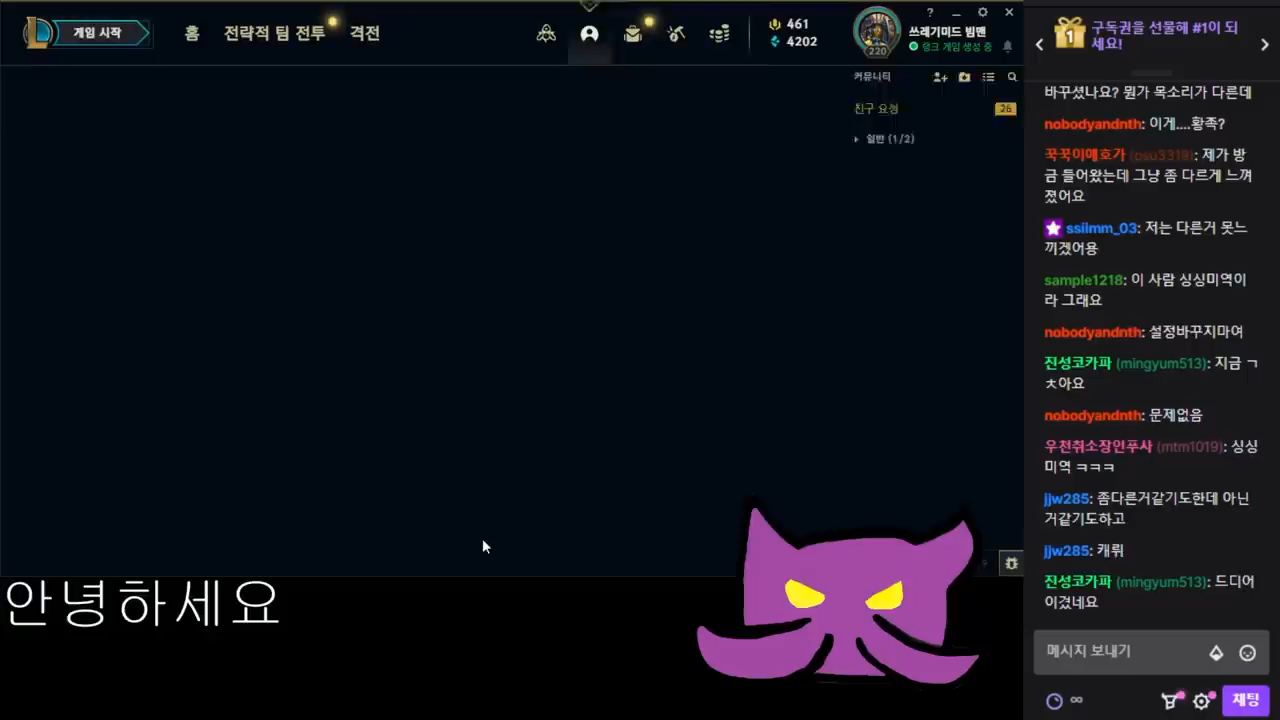 게임 시작
홈 전략적 팀 전투 격전
461
4202
220
?
쓰레기미드 빔맨
랭크 게임 생성 중
커뮤니티
친구 요청 26
일반 (1/2)
안녕하세요
1
구독권을 선물해 #1이 되
세요!
바꾸셨나요? 뭔가 목소리가 다른데
nobodyandnth: 이게....황족?
꾹꾹이애호가 (psu3319): 제가 방
금 들어왔는데 그냥 좀 다르게 느껴
졌어요
ssilmm_03: 저는 다른거 못느
끼겠어용
sample1218: 이 사람 싱싱미역이
라 그래요
nobodyandnth: 설정바꾸지마여
진성코카파 (mingyum513): 지금 ㄱ
ㅊ아요
nobodyandnth: 문제없음
우천취소장인푸사 (mtm1019): 싱싱
미역 ㅋㅋㅋ
jjw285: 좀다른거같기도한데 아닌
거같기도하고
jjw285: 캐뤼
진성코카파 (mingyum513): 드디어
이겼네요
메시지 보내기
채팅